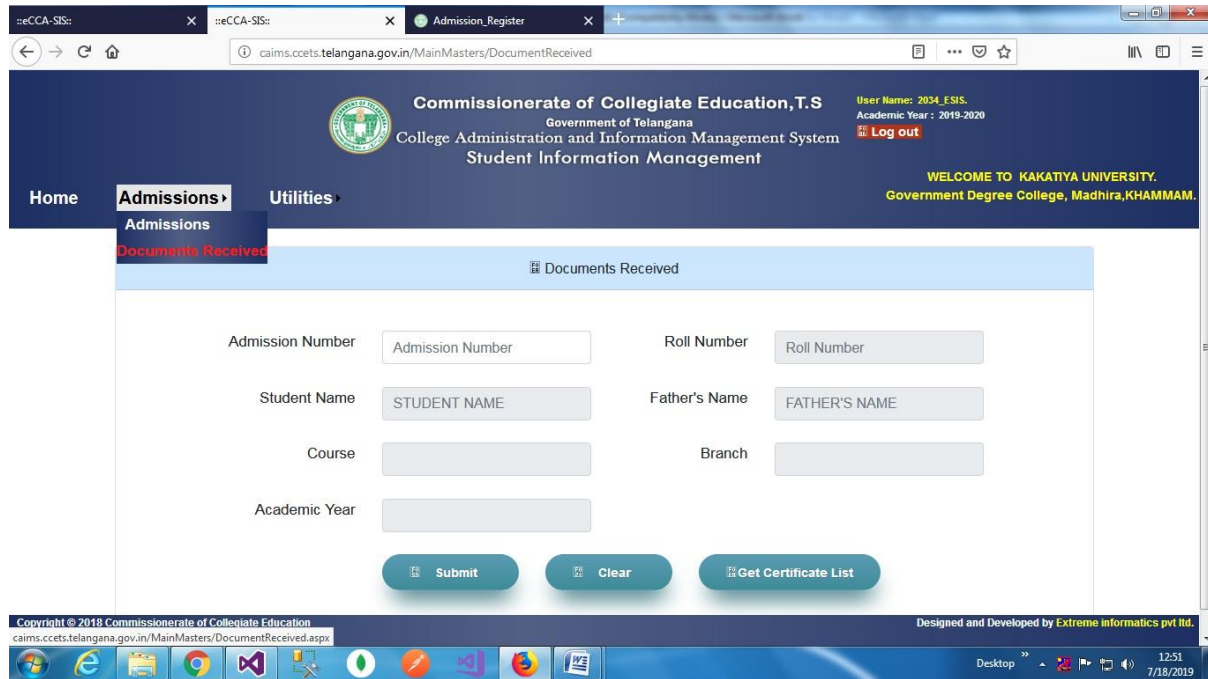 ::eCCA-SIS::
::eCCA-SIS::
Admission_Register
caims.ccets.telangana.gov.in/MainMasters/DocumentReceived
Commissionerate of Collegiate Education,T.S
Government of Telangana
College Administration and Information Management System
Student Information Management
User Name: 2034_ESIS.
Academic Year : 2019-2020
Log out
WELCOME TO KAKATIYA UNIVERSITY.
Government Degree College, Madhira,KHAMMAM.
Home Admissions Utilities
Admissions
Documents Received
Documents Received
Admission Number Admission Number Roll Number Roll Number
Student Name STUDENT NAME Father's Name FATHER'S NAME
Course Branch
Academic Year
Submit Clear Get Certificate List
Copyright © 2018 Commissionerate of Collegiate Education Designed and Developed by Extreme informatics pvt ltd.
caims.ccets.telangana.gov.in/MainMasters/DocumentReceived.aspx
Desktop 12:51
7/18/2019